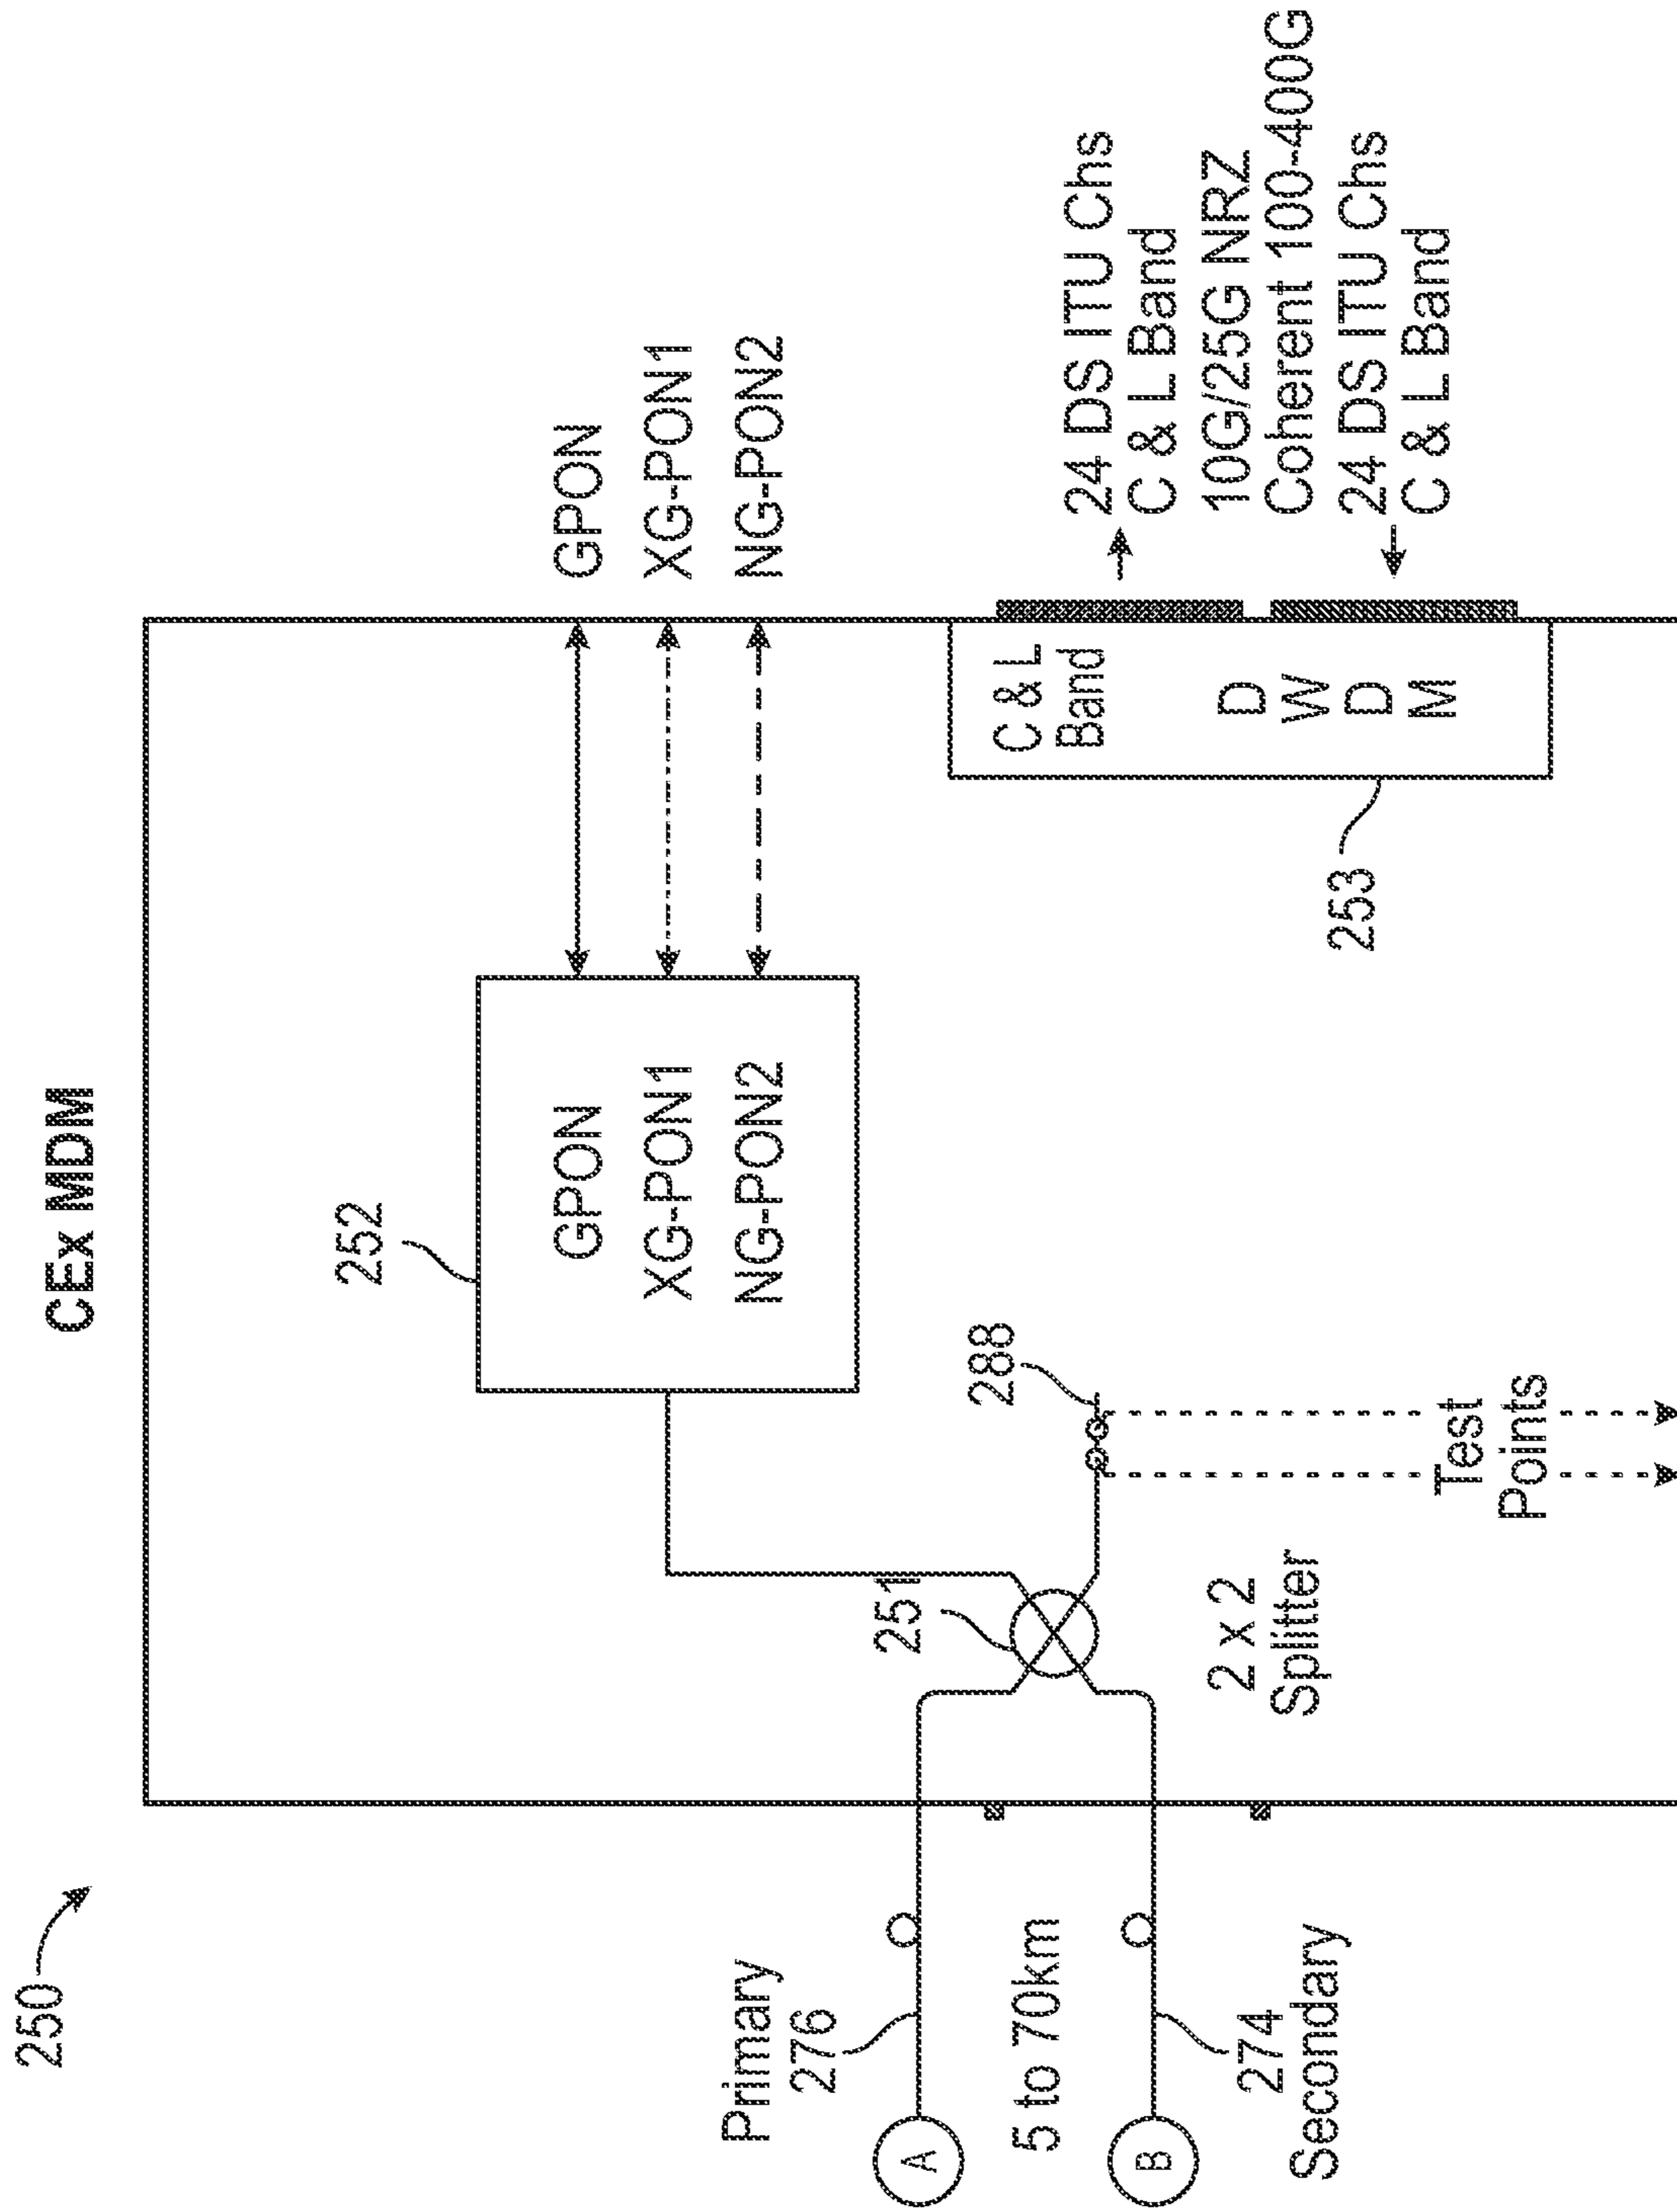 250
CEx MDM
252
GPON
XG-PON1
NG-PON2
GPON
XG-PON1
NG-PON2
Primary
276
A
5 to 70km
B
274
Secondary
251
2 x 2
Splitter
288
Test
Points
253
C & L
Band
D
W
D
M
24 DS ITU Chs
C & L Band
10G/25G NRZ
Coherent 100-400G
24 DS ITU Chs
C & L Band